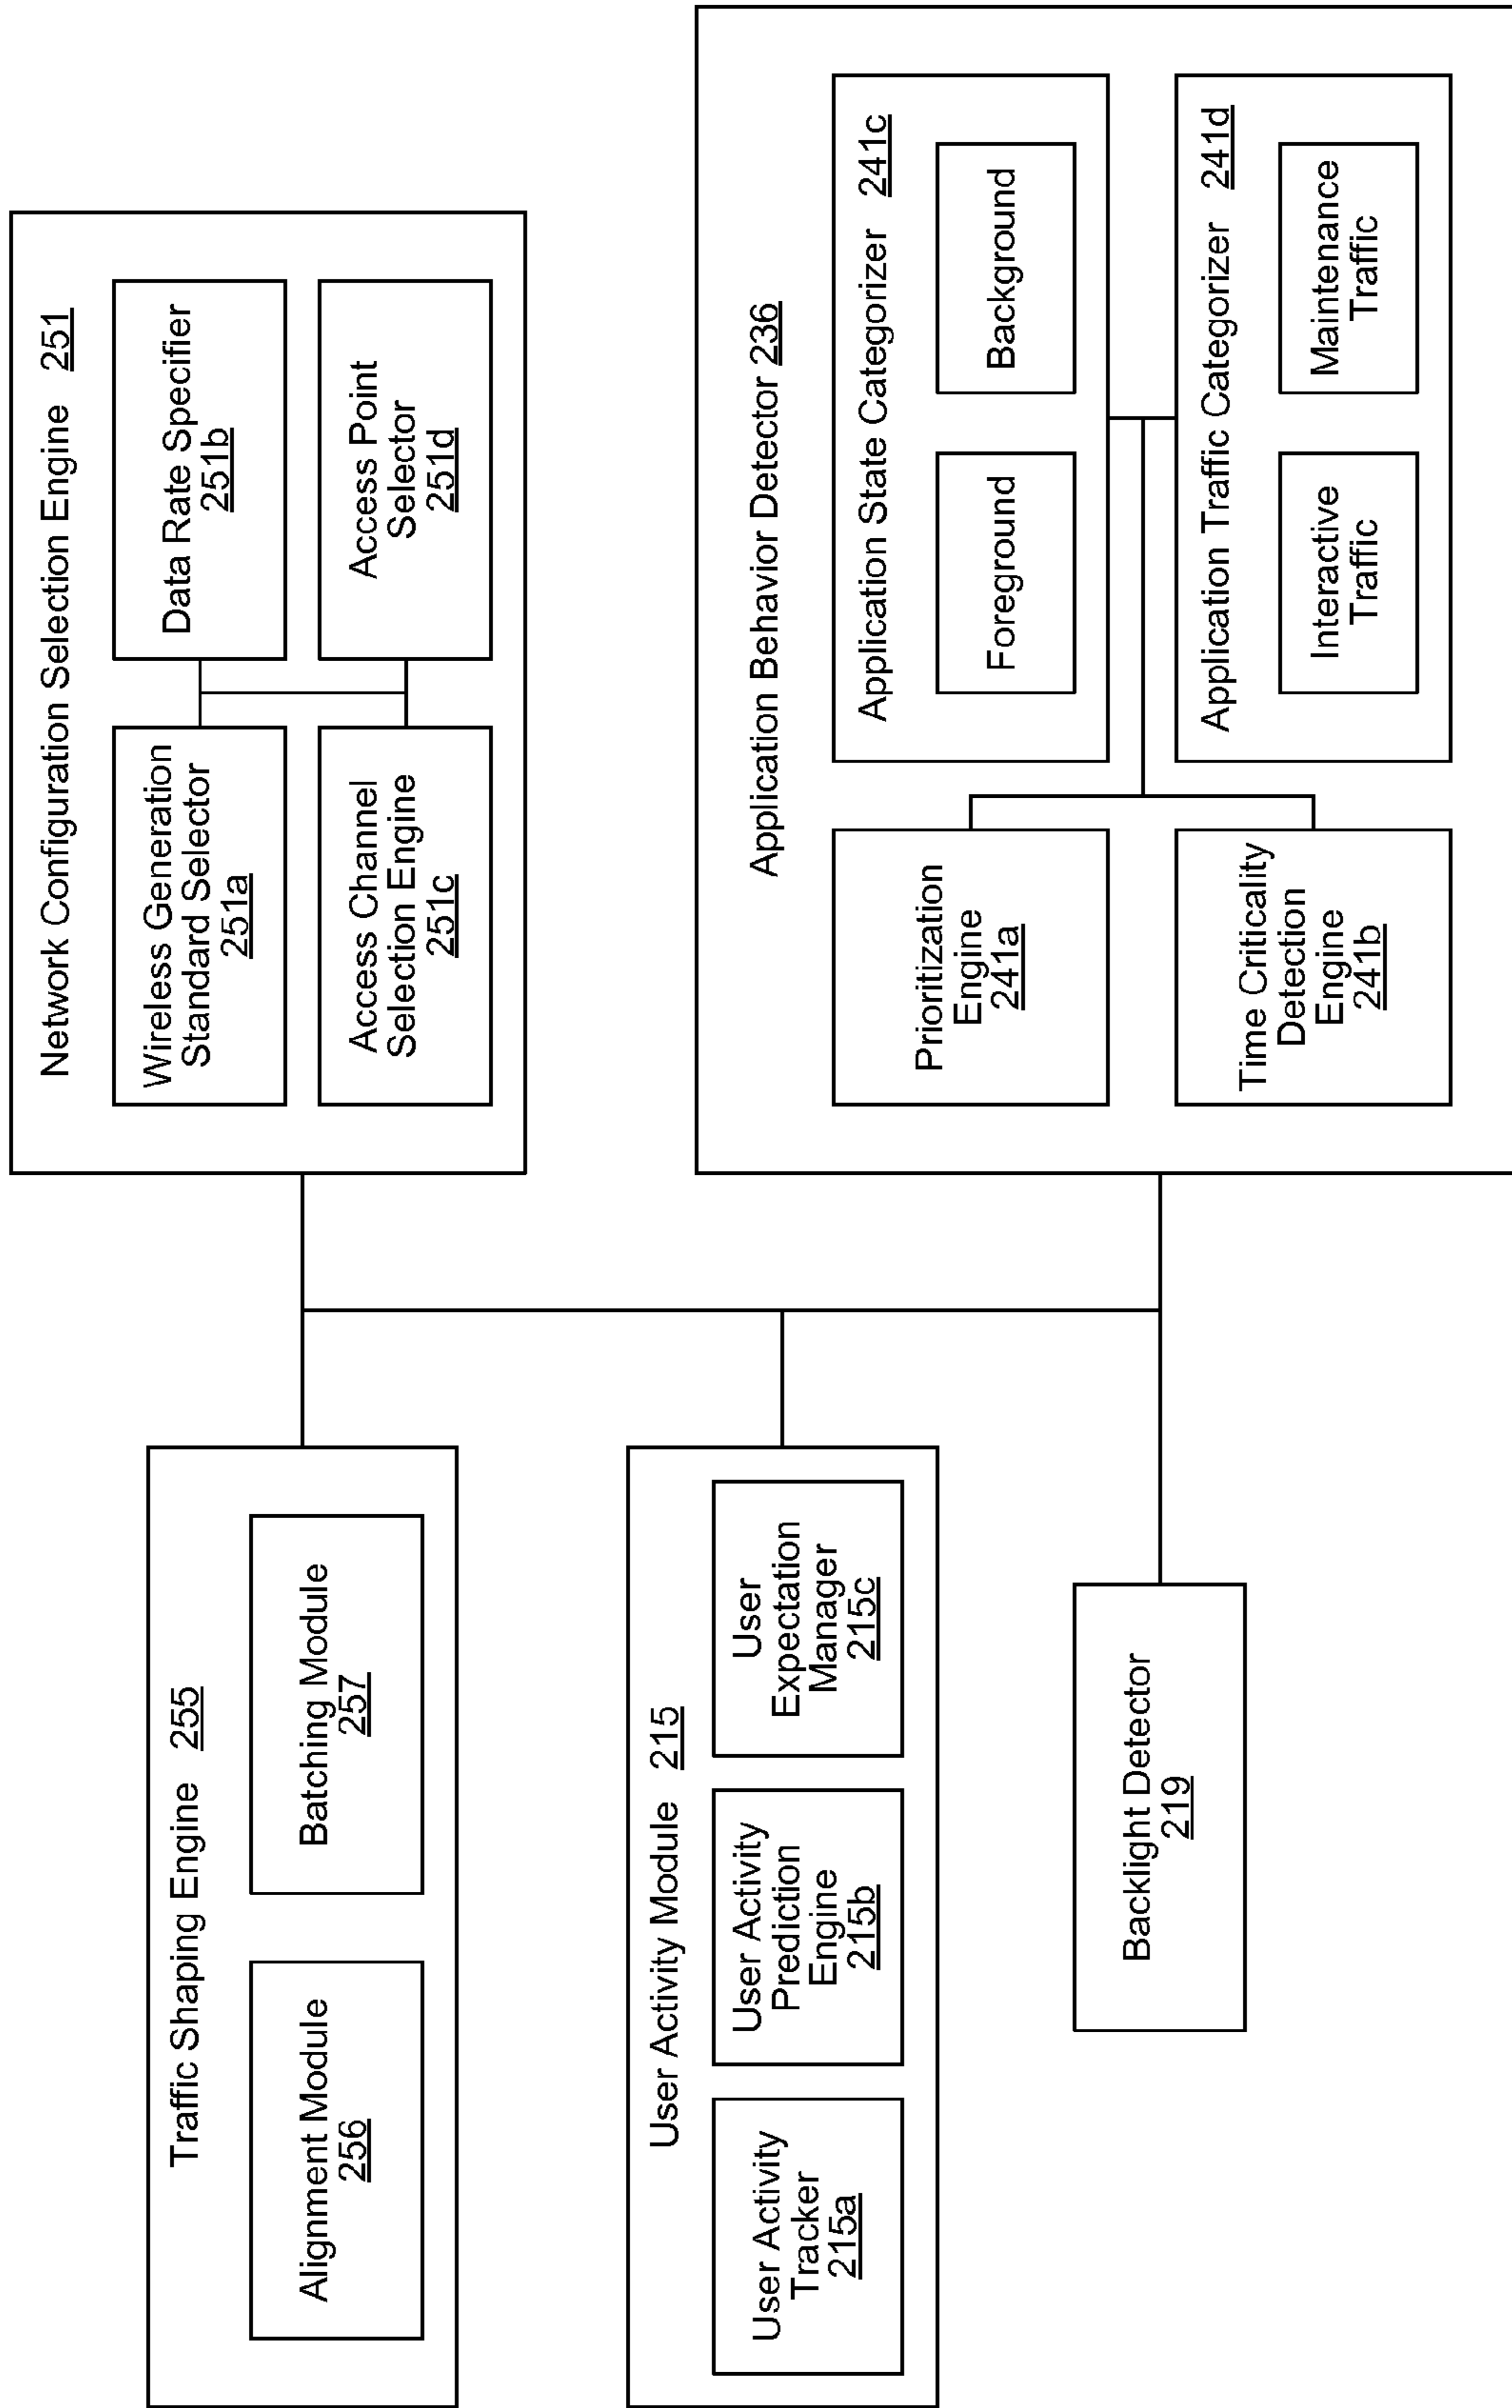 Traffic Shaping Engine 255
Alignment Module
256
Batching Module
257
User Activity Module 215
User Activity
Tracker
215a
User Activity
Prediction
Engine
215b
User
Expectation
Manager
215c
Backlight Detector
219
Network Configuration Selection Engine 251
Wireless Generation
Standard Selector
251a
Data Rate Specifier
251b
Access Channel
Selection Engine
251c
Access Point
Selector
251d
Application Behavior Detector 236
Prioritization
Engine
241a
Time Criticality
Detection
Engine
241b
Application State Categorizer 241c
Foreground
Background
Application Traffic Categorizer 241d
Interactive
Traffic
Maintenance
Traffic